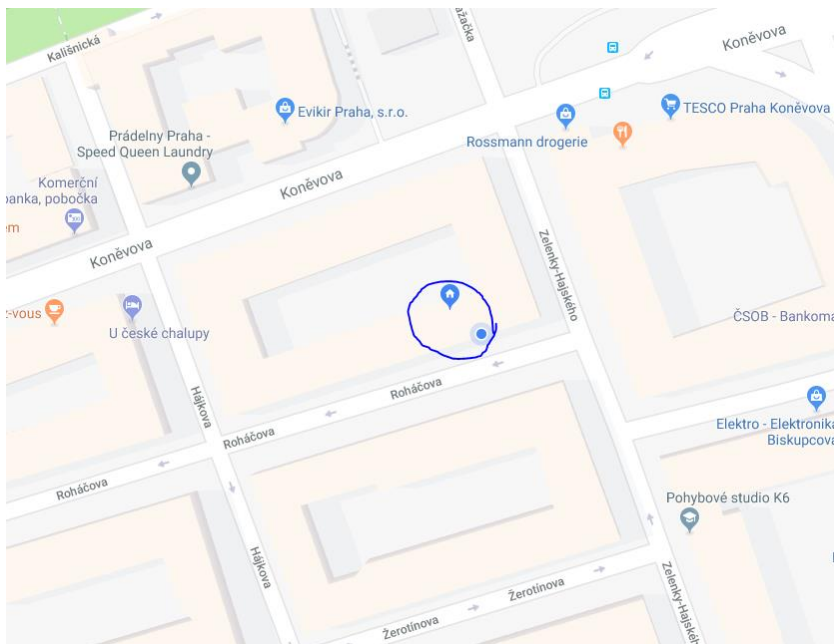 Kališnická
Koněvova
Evikir Praha, s.r.o.
TESCO Praha Koněvova
Prádelny Praha -
Speed Queen Laundry
Rossmann drogerie
Komerční
banka, pobočka
Koněvova
Koněvova
Zelenky-Hajského
z-vous
U české chalupy
ČSOB - Bankoma
Hájkova
Roháčova
Roháčova
Roháčova
Elektro - Elektronika
Biskupcova
Pohybové studio K6
Hájkova
Zelenky-Hajského
Žerotínova
Žerotínova